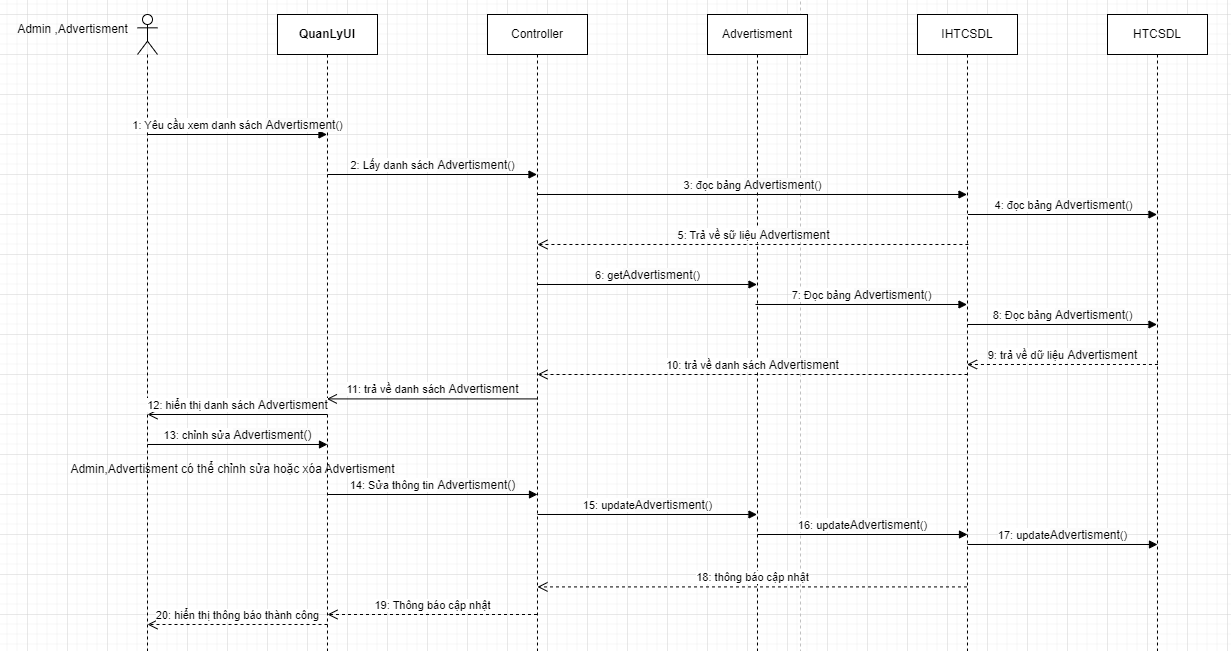 Admin ,Advertisment
QuanLyUI
Controller
Advertisment
IHTCSDL
HTCSDL
1: Yêu cầu xem danh sách Advertisment()
2: Lấy danh sách Advertisment()
3: đọc bảng Advertisment()
4: đọc bảng Advertisment()
5: Trả về sữ liệu Advertisment
6: getAdvertisment()
7: Đọc bảng Advertisment()
8: Đọc bảng Advertisment()
9: trả về dữ liệu Advertisment
10: trả về danh sách Advertisment
11: trả về danh sách Advertisment
12: hiển thị danh sách Advertisment
13: chỉnh sửa Advertisment()
Admin,Advertisment có thể chỉnh sửa hoặc xóa Advertisment
14: Sửa thông tin Advertisment()
15: updateAdvertisment()
16: updateAdvertisment()
17: updateAdvertisment()
18: thông báo cập nhật
19: Thông báo cập nhật
20: hiển thị thông báo thành công